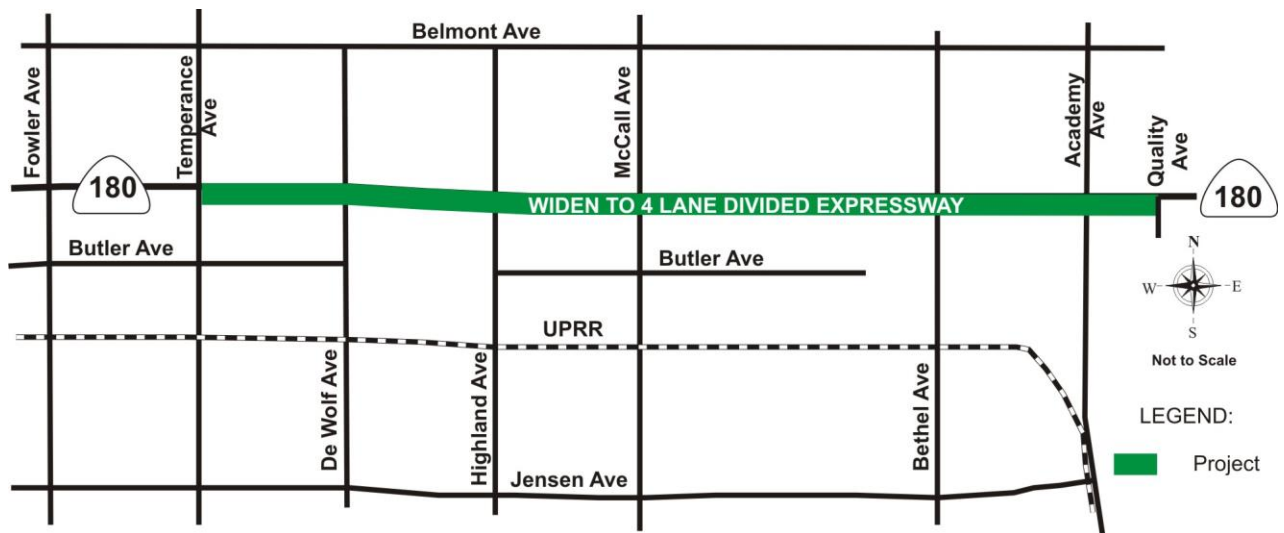 Belmont Ave
Fowler Ave
Temperance
Ave
McCall Ave
Academy
Ave
Quality
Ave
180
WIDEN TO 4 LANE DIVIDED EXPRESSWAY
180
Butler Ave
Butler Ave
N
W
E
S
UPRR
Not to Scale
De Wolf Ave
Highland Ave
Bethel Ave
LEGEND:
Project
Jensen Ave